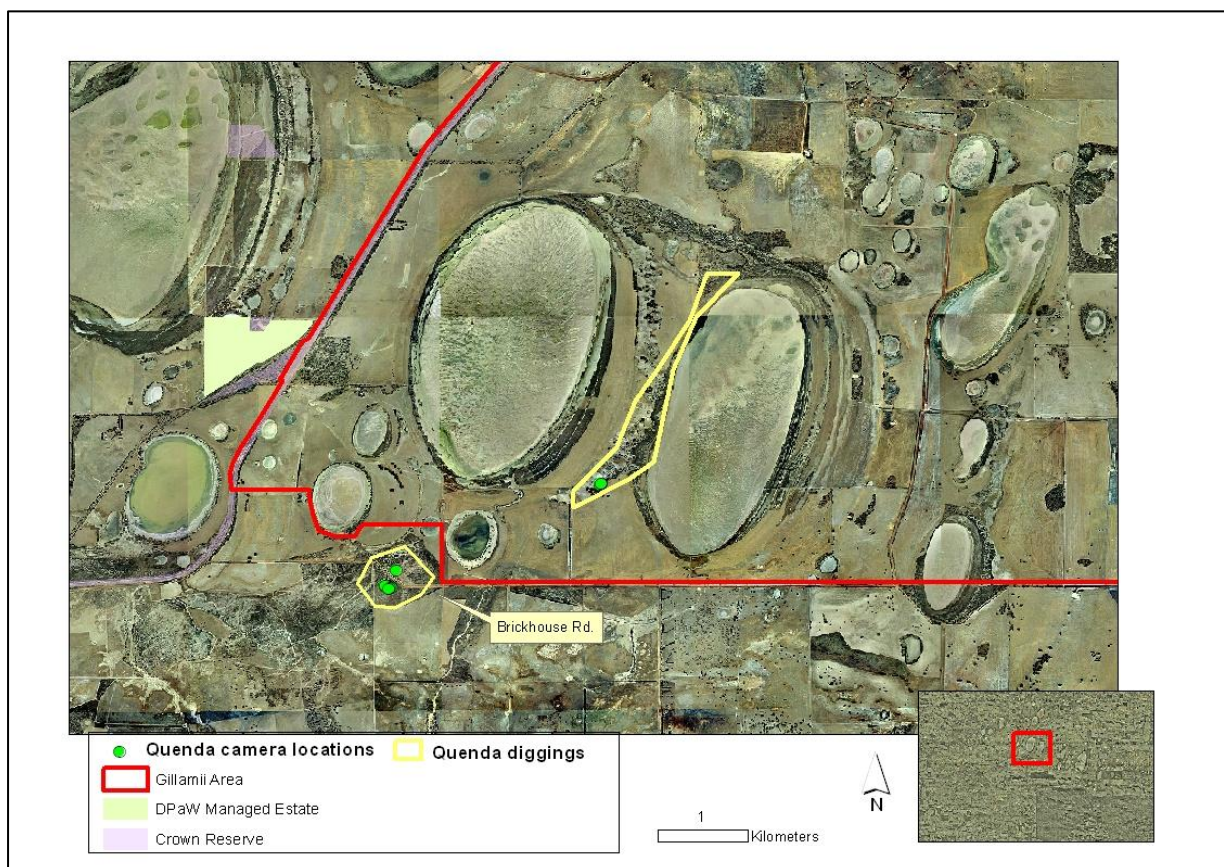 Brickhouse Rd.
Quenda camera locations
Quenda diggings
Gillamii Area
DPaW Managed Estate
Crown Reserve
1
Kilometers
N